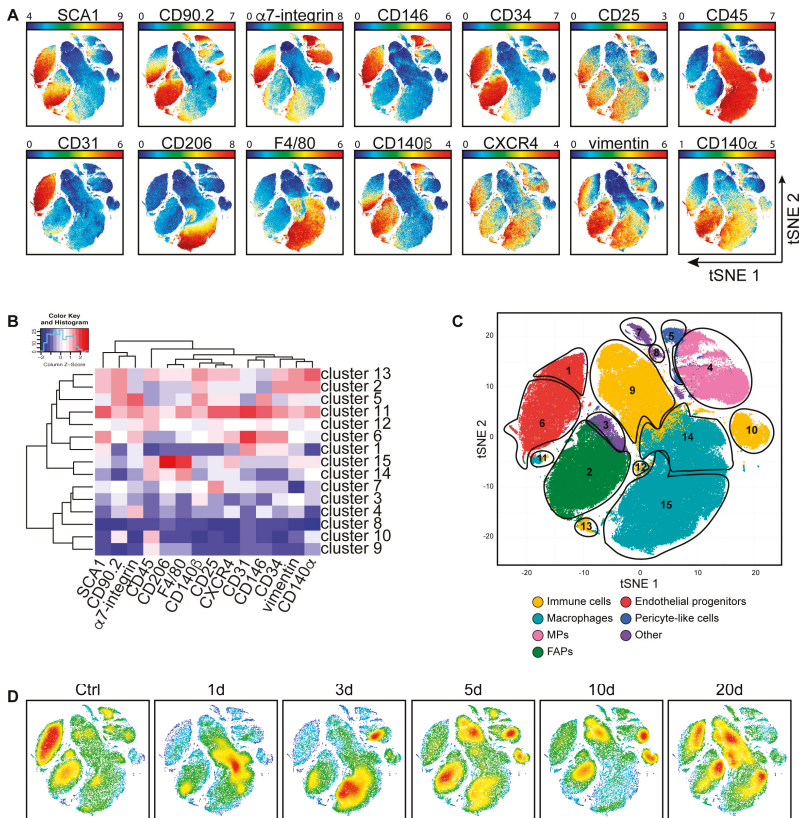 A
SCA1 CD90.2 α7-integrin CD146 CD34 CD25 CD45
4 9 0 7 0 8 0 6 0 7 0 3 0 7
CD31 CD206 F4/80 CD140β CXCR4 vimentin CD140α
0 6 0 8 0 6 0 4 0 4 0 6 1 5
tSNE 2
tSNE 1
B
Color Key
and Histogram
Column Z-Score
cluster 13
cluster 2
cluster 5
cluster 11
cluster 12
cluster 6
cluster 1
cluster 15
cluster 14
cluster 7
cluster 3
cluster 4
cluster 8
cluster 10
cluster 9
SCA1 CD90.2 α7-integrin CD45 CD206 F4/80 CD140β CD25 CXCR4 CD31 CD146 CD34 vimentin CD140α
C
tSNE 2
20
10
0
-10
-20
-20 -10 0 10 20
tSNE 1
7 5
8
1 4
9
6 3 10
14
11 2 12
15
13
Immune cells Endothelial progenitors
Macrophages Pericyte-like cells
MPs Other
FAPs
D
Ctrl 1d 3d 5d 10d 20d